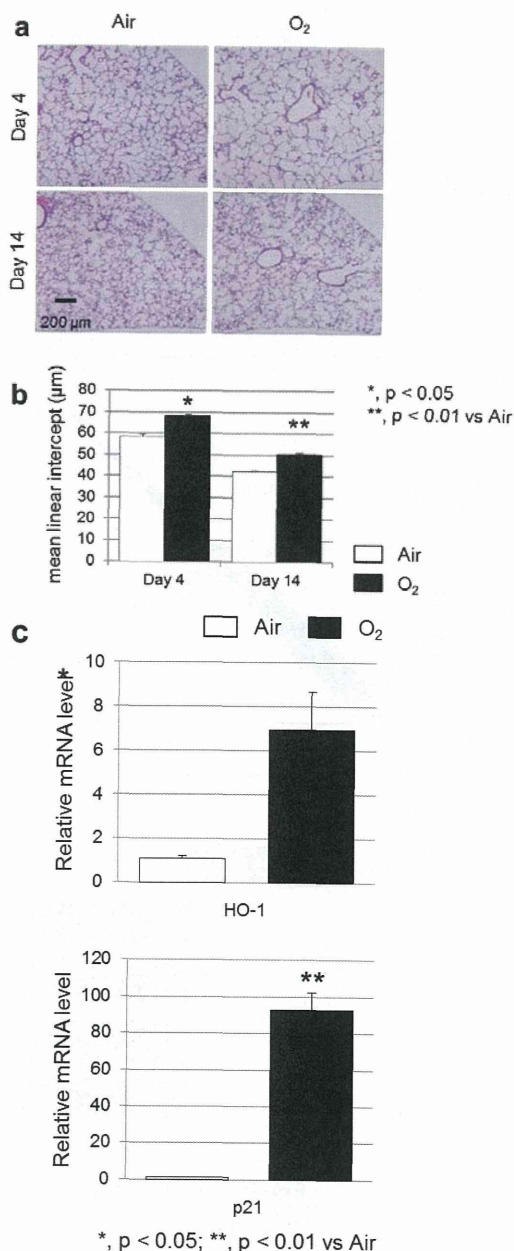 a
Air O₂
Day 4
Day 14
200 µm
b
mean linear intercept (µm)
80
70
60
50
40
30
20
10
0
*
**
Day 4 Day 14
*, p < 0.05
**, p < 0.01 vs Air
Air
O₂
c
Air O₂
Relative mRNA level*
10
8
6
4
2
0
HO-1
Relative mRNA level
120
100
80
60
40
20
0
**
p21
*, p < 0.05; **, p < 0.01 vs Air